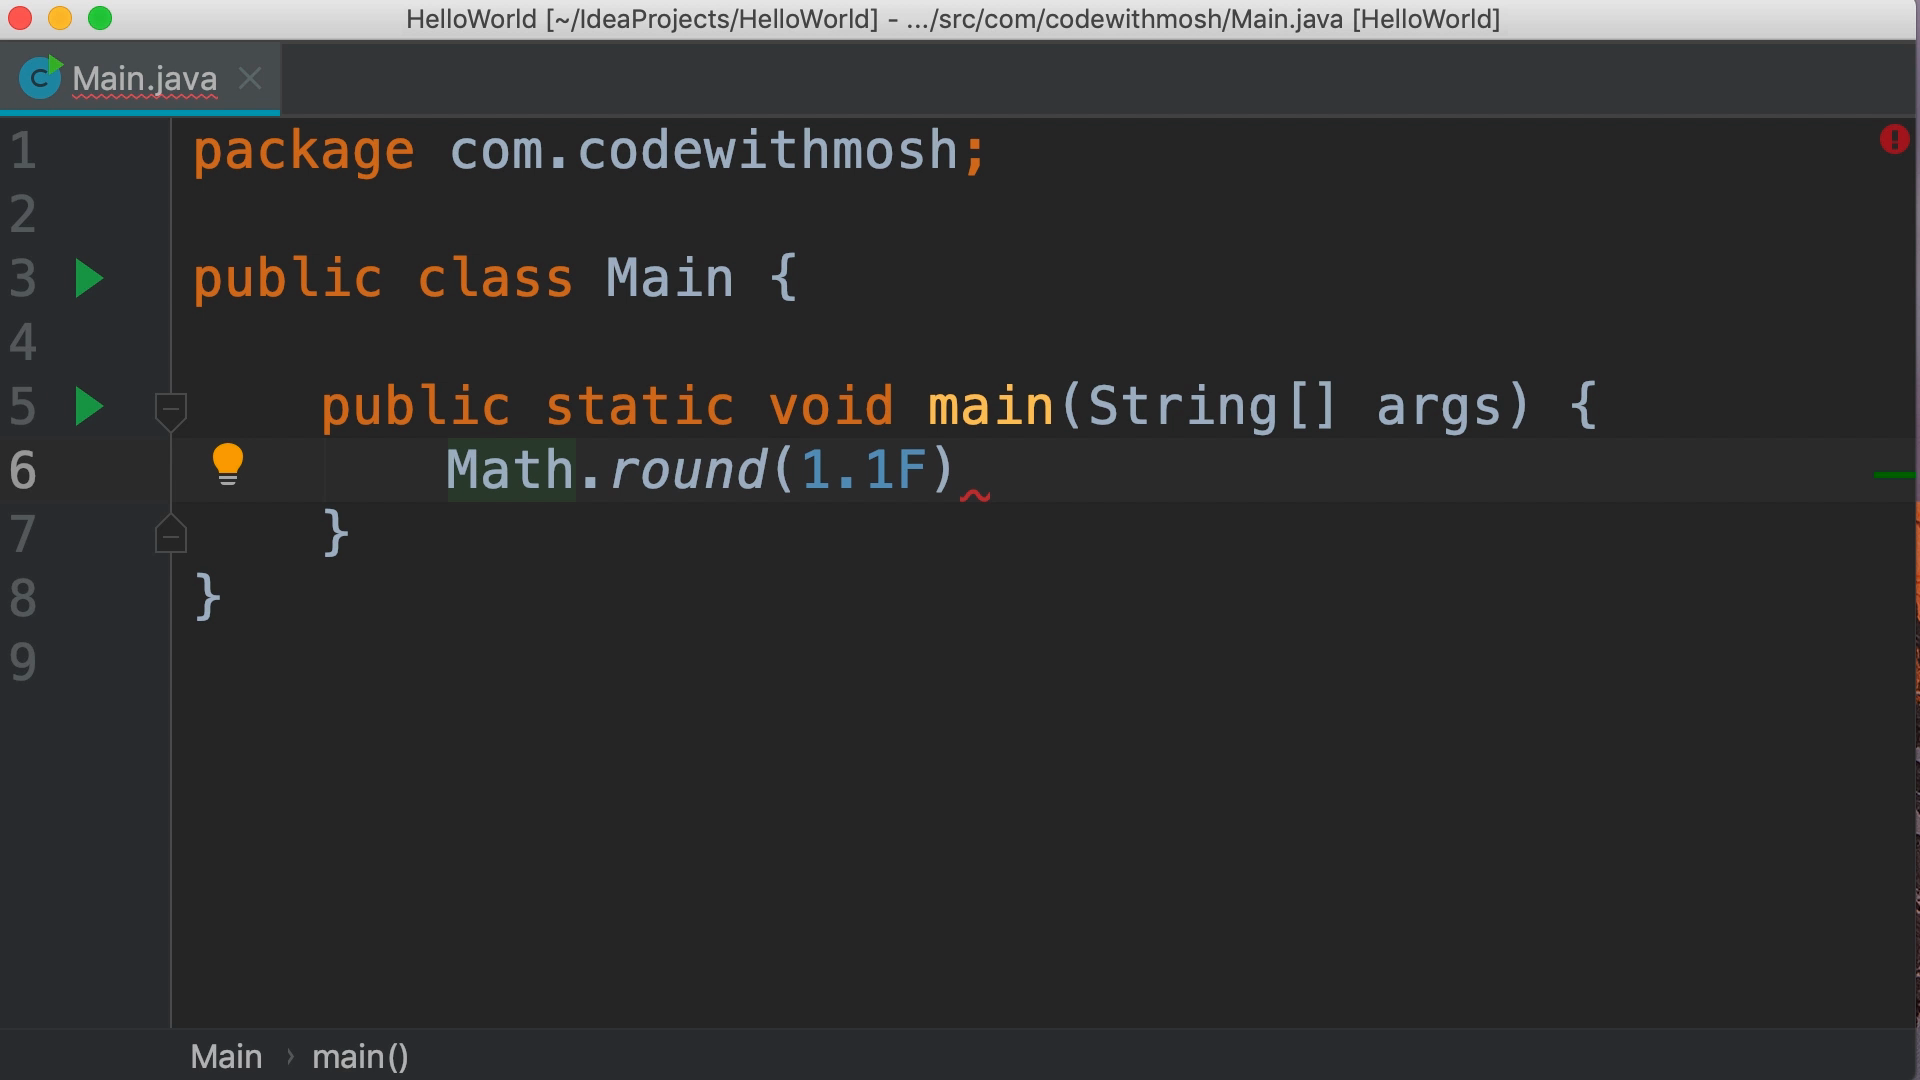 HelloWorld [~/IdeaProjects/HelloWorld] - .../src/com/codewithmosh/Main.java [HelloWorld]
C Main.java
1 package com.codewithmosh;
2
3 public class Main {
4
5 public static void main(String[] args) {
6 Math.round(1.1F)
7 }
8 }
9
Main › main()